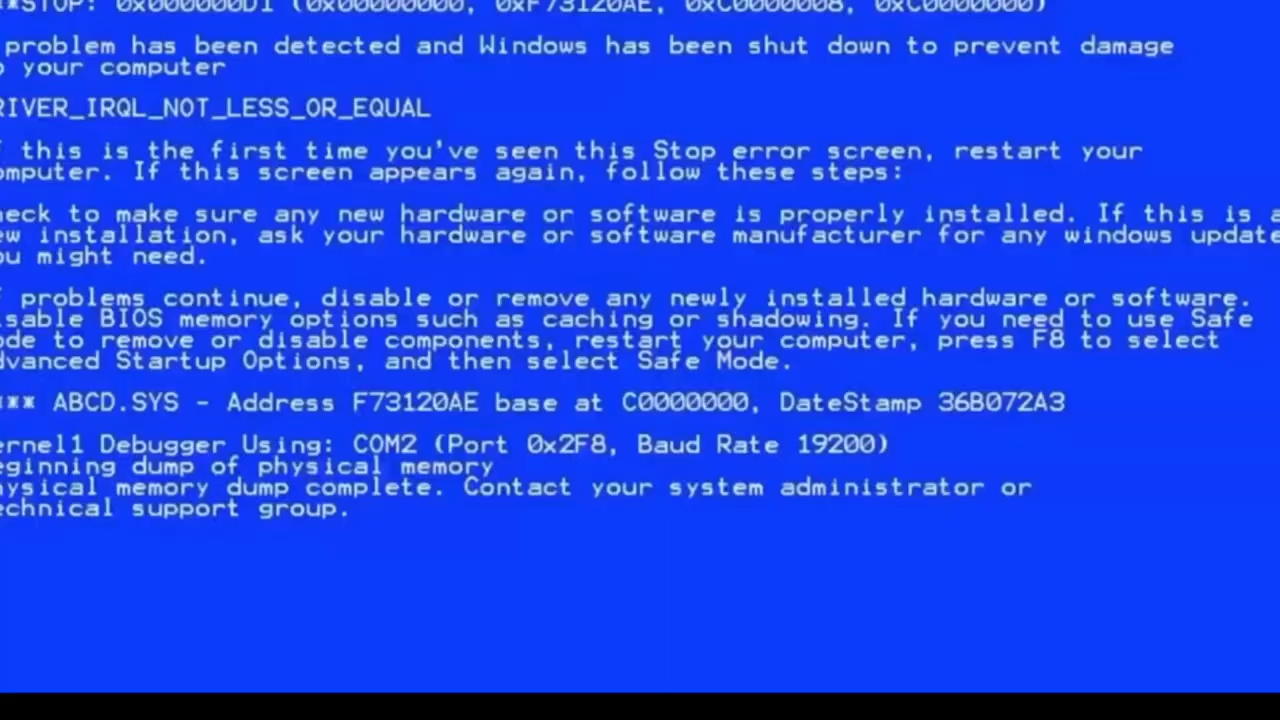 **STOP: 0x000000D1 (0x00000000, 0xF73120AE, 0xC0000008, 0xC0000000)
problem has been detected and Windows has been shut down to prevent damage
o your computer
RIVER_IRQL_NOT_LESS_OR_EQUAL
f this is the first time you've seen this Stop error screen, restart your
omputer. If this screen appears again, follow these steps:
heck to make sure any new hardware or software is properly installed. If this is a
ew installation, ask your hardware or software manufacturer for any windows update
ou might need.
f problems continue, disable or remove any newly installed hardware or software.
isable BIOS memory options such as caching or shadowing. If you need to use Safe
ode to remove or disable components, restart your computer, press F8 to select
dvanced Startup Options, and then select Safe Mode.
*** ABCD.SYS - Address F73120AE base at C0000000, DateStamp 36B072A3
ernel1 Debugger Using: COM2 (Port 0x2F8, Baud Rate 19200)
eginning dump of physical memory
hysical memory dump complete. Contact your system administrator or
echnical support group.